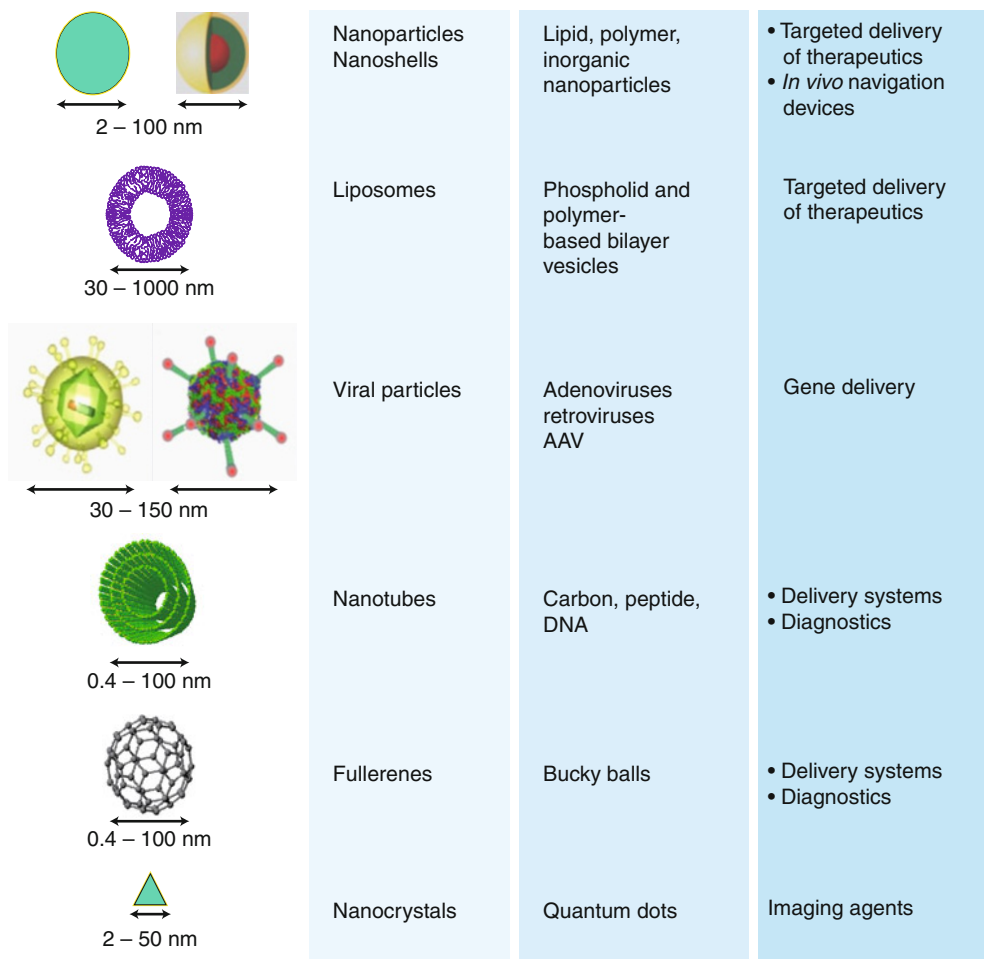 Nanoparticles
Nanoshells
Lipid, polymer,
inorganic
nanoparticles
• Targeted delivery
of therapeutics
• In vivo navigation
devices
2 – 100 nm
Liposomes
Phospholid and
polymer-
based bilayer
vesicles
Targeted delivery
of therapeutics
30 – 1000 nm
Viral particles
Adenoviruses
retroviruses
AAV
Gene delivery
30 – 150 nm
Nanotubes
Carbon, peptide,
DNA
• Delivery systems
• Diagnostics
0.4 – 100 nm
Fullerenes
Bucky balls
• Delivery systems
• Diagnostics
0.4 – 100 nm
Nanocrystals
Quantum dots
Imaging agents
2 – 50 nm